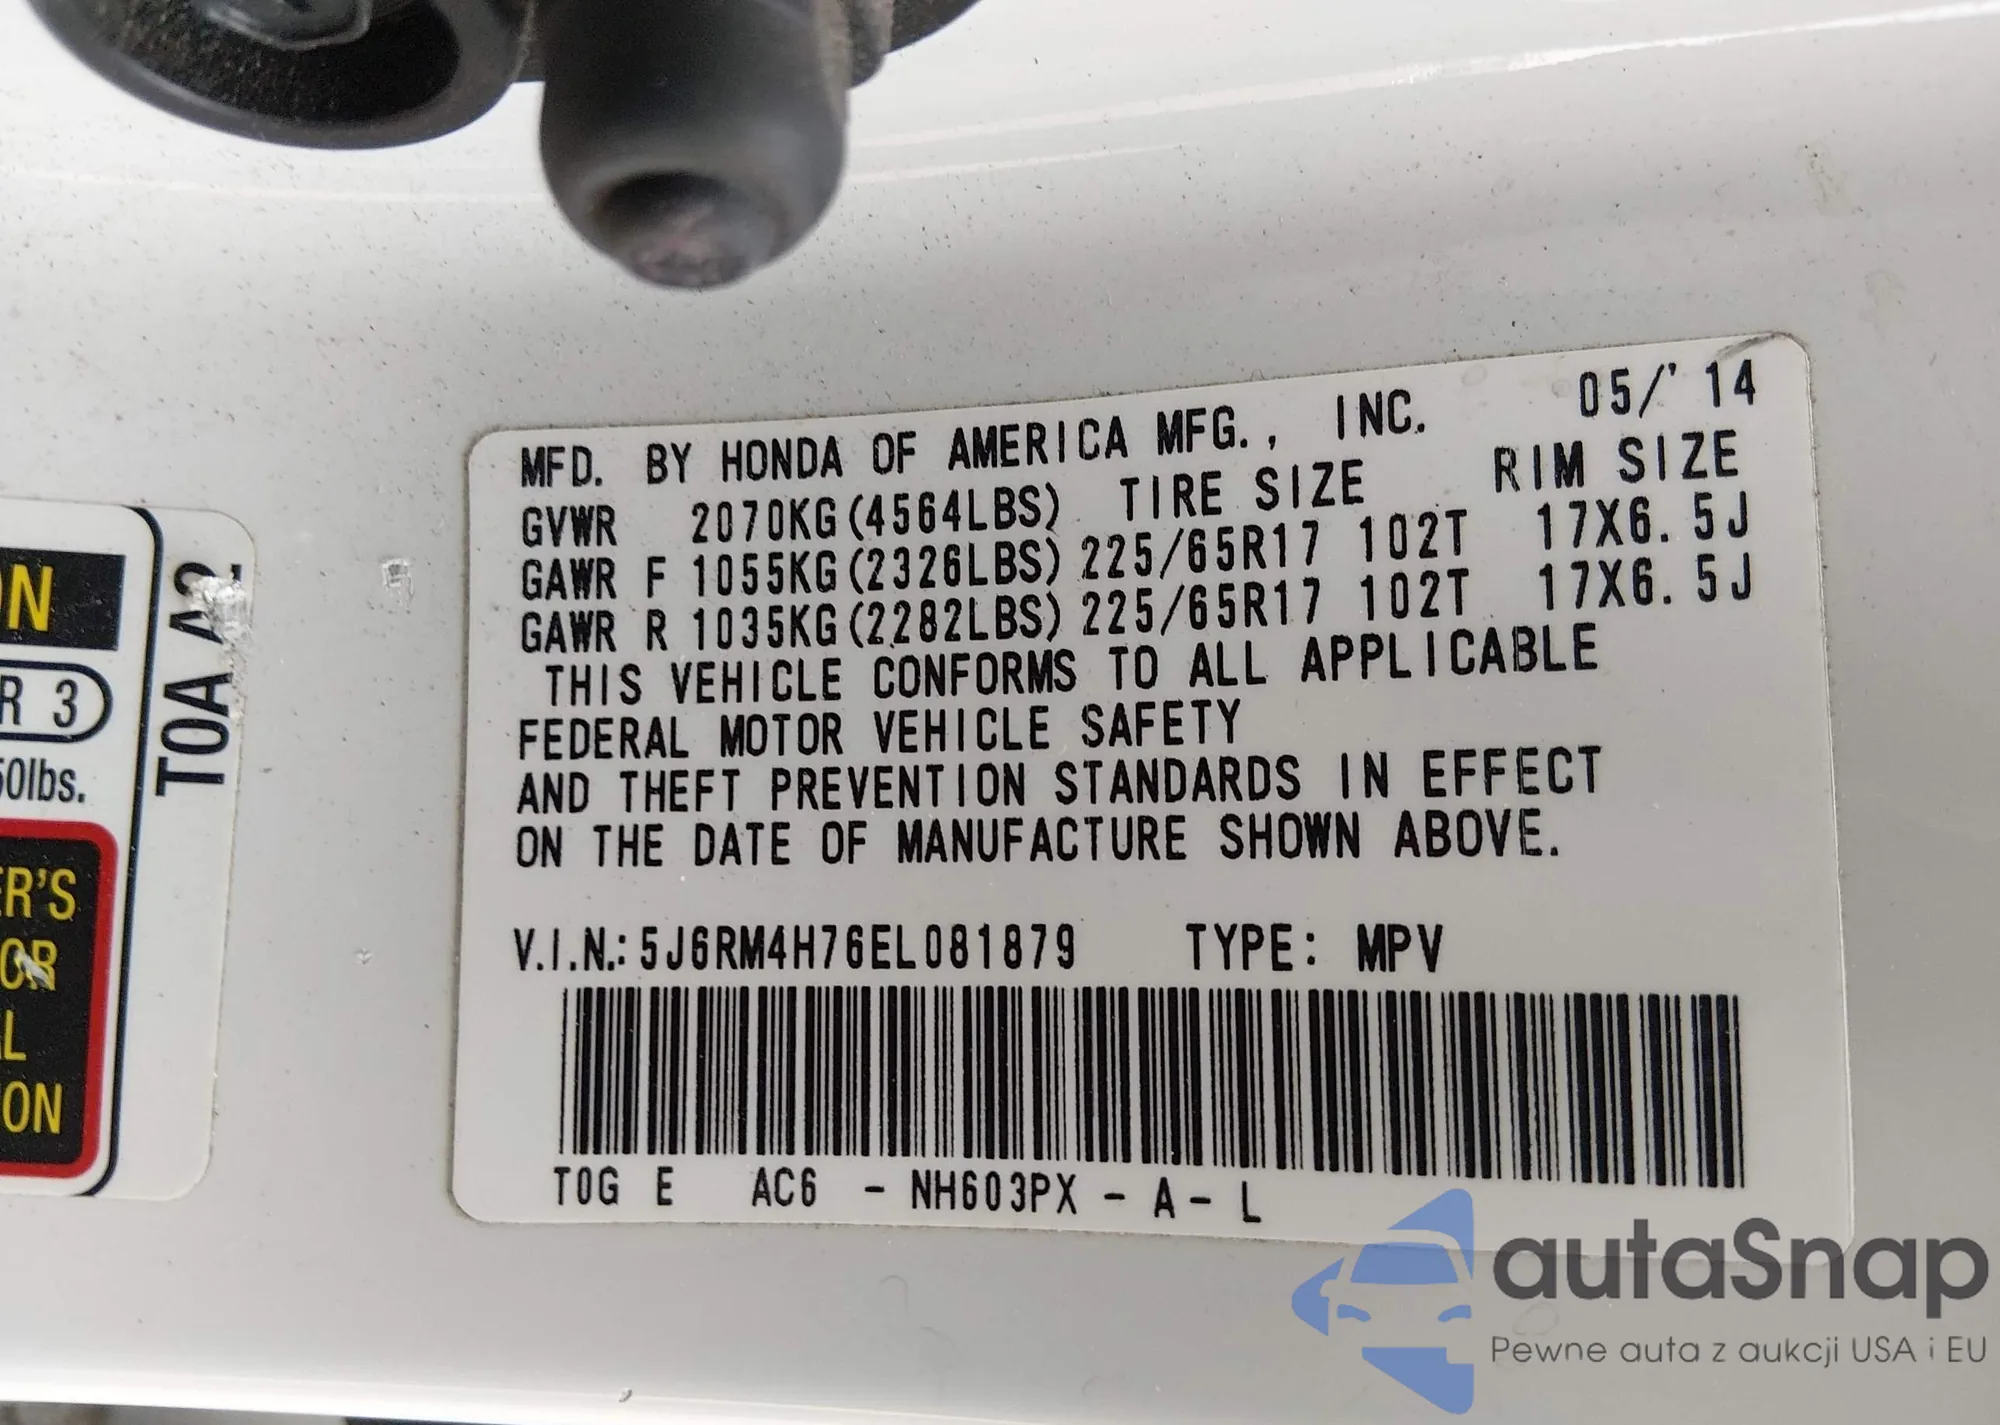 MFD. BY HONDA OF AMERICA MFG., INC. 05/'14
GVWR 2070KG(4564LBS) TIRE SIZE RIM SIZE
GAWR F 1055KG(2326LBS) 225/65R17 102T 17X6.5J
GAWR R 1035KG(2282LBS) 225/65R17 102T 17X6.5J
THIS VEHICLE CONFORMS TO ALL APPLICABLE
FEDERAL MOTOR VEHICLE SAFETY
AND THEFT PREVENTION STANDARDS IN EFFECT
ON THE DATE OF MANUFACTURE SHOWN ABOVE.
V.I.N.: 5J6RM4H76EL081879 TYPE: MPV
T0G E AC6 - NH603PX - A - L
T0A A2
ON
R 3
50lbs.
ER'S
OR
AL
ION
autaSnap
Pewne auta z aukcji USA i EU